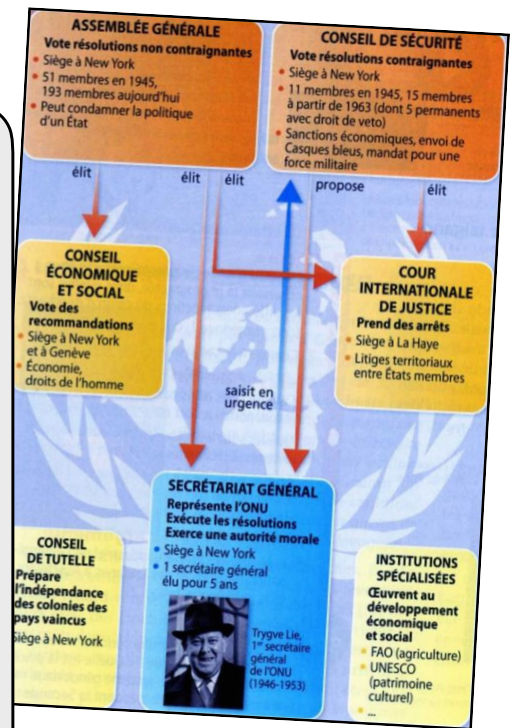 ASSEMBLÉE GÉNÉRALE
Vote résolutions non contraignantes
• Siège à New York
• 51 membres en 1945,
193 membres aujourd'hui
• Peut condamner la politique
d'un État
CONSEIL DE SÉCURITÉ
Vote résolutions contraignantes
• Siège à New York
• 11 membres en 1945, 15 membres
à partir de 1963 (dont 5 permanents
avec droit de veto)
• Sanctions économiques, envoi de
Casques bleus, mandat pour une
force militaire
élit
élit
élit
propose
élit
CONSEIL
ÉCONOMIQUE
ET SOCIAL
Vote des
recommandations
• Siège à New York
et à Genève
• Économie,
droits de l'homme
COUR
INTERNATIONALE
DE JUSTICE
Prend des arrêts
• Siège à La Haye
• Litiges territoriaux
entre États membres
saisit en
urgence
SECRÉTARIAT GÉNÉRAL
Représente l'ONU
Exécute les résolutions
Exerce une autorité morale
• Siège à New York
• 1 secrétaire général
élu pour 5 ans
Trygve Lie,
1er secrétaire
général
de l'ONU
(1946-1953)
CONSEIL
DE TUTELLE
Prépare
l'indépendance
des colonies des
pays vaincus
Siège à New York
INSTITUTIONS
SPÉCIALISÉES
Œuvrent au
développement
économique
et social
• FAO (agriculture)
• UNESCO
(patrimoine
culturel)
• ...